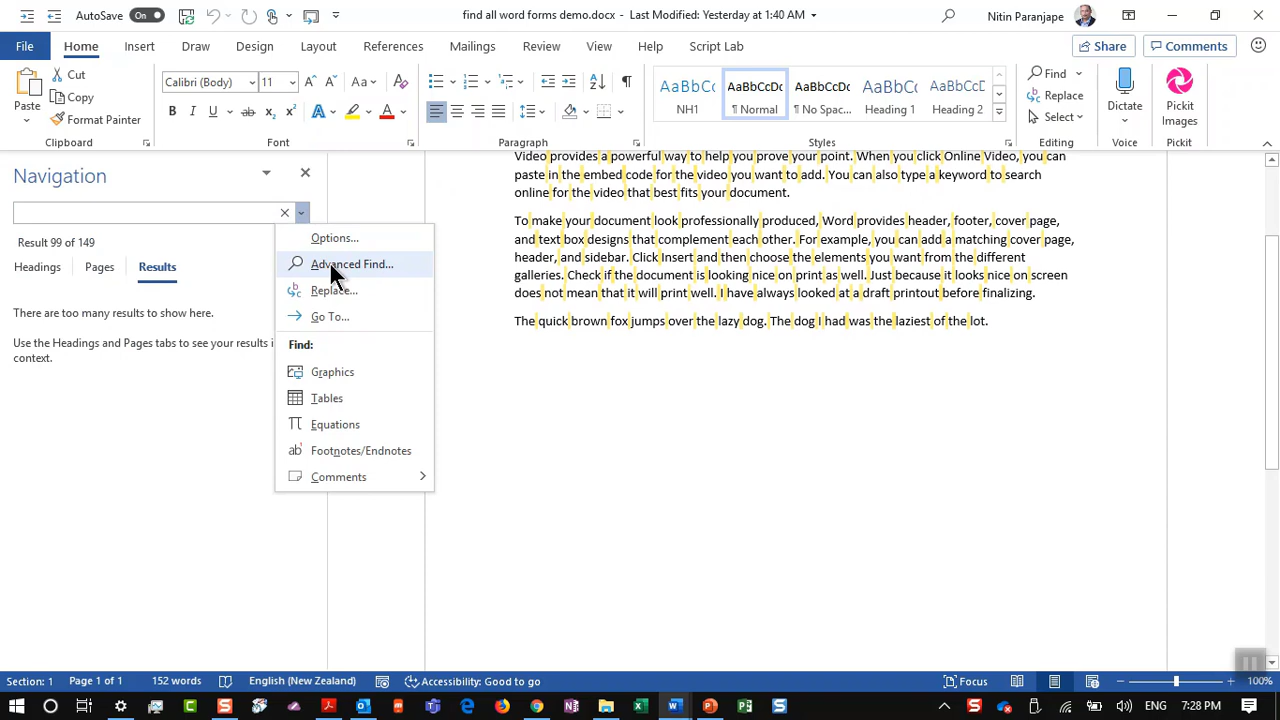 AutoSave On find all word forms demo.docx - Last Modified: Yesterday at 1:40 AM Nitin Paranjape
File Home Insert Draw Design Layout References Mailings Review View Help Script Lab Share Comments
Paste
Cut
Copy
Format Painter
Clipboard
Calibri (Body) 11
Font
Paragraph
AaBbCc NH1
AaBbCcDc ¶ Normal
AaBbCcDc ¶ No Spac...
AaBbCc Heading 1
AaBbCcD Heading 2
Styles
Find
Replace
Select
Editing
Dictate
Voice
Pickit Images
Pickit
Navigation
Result 99 of 149
Headings Pages Results
There are too many results to show here.
Use the Headings and Pages tabs to see your results i
context.
Options...
Advanced Find...
Replace...
Go To...
Find:
Graphics
Tables
Equations
Footnotes/Endnotes
Comments
Video provides a powerful way to help you prove your point. When you click Online Video, you can
paste in the embed code for the video you want to add. You can also type a keyword to search
online for the video that best fits your document.
To make your document look professionally produced, Word provides header, footer, cover page,
and text box designs that complement each other. For example, you can add a matching cover page,
header, and sidebar. Click Insert and then choose the elements you want from the different
galleries. Check if the document is looking nice on print as well. Just because it looks nice on screen
does not mean that it will print well. I have always looked at a draft printout before finalizing.
The quick brown fox jumps over the lazy dog. The dog I had was the laziest of the lot.
Section: 1 Page 1 of 1 152 words English (New Zealand) Accessibility: Good to go Focus 100%
ENG 7:28 PM